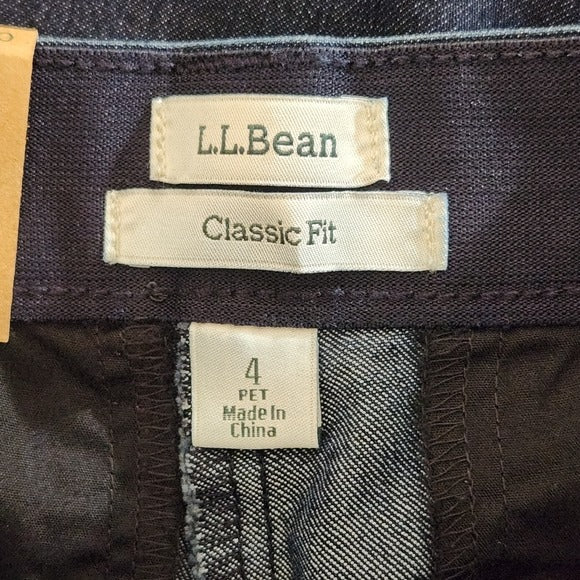 L.L.Bean
Classic Fit
4
PET
Made In
China